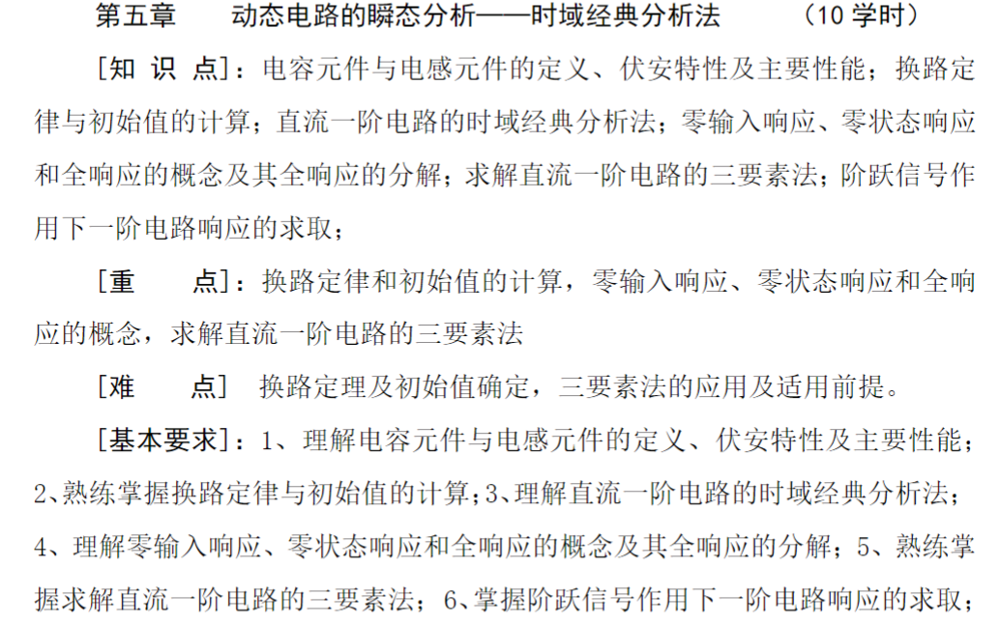 第五章　　动态电路的瞬态分析——时域经典分析法　　　（10 学时）
[知 识 点]：电容元件与电感元件的定义、伏安特性及主要性能；换路定
律与初始值的计算；直流一阶电路的时域经典分析法；零输入响应、零状态响应
和全响应的概念及其全响应的分解；求解直流一阶电路的三要素法；阶跃信号作
用下一阶电路响应的求取；
[重　　点]：换路定律和初始值的计算，零输入响应、零状态响应和全响
应的概念，求解直流一阶电路的三要素法
[难　　点]　换路定理及初始值确定，三要素法的应用及适用前提。
[基本要求]：1、理解电容元件与电感元件的定义、伏安特性及主要性能；
2、熟练掌握换路定律与初始值的计算；3、理解直流一阶电路的时域经典分析法；
4、理解零输入响应、零状态响应和全响应的概念及其全响应的分解；5、熟练掌
握求解直流一阶电路的三要素法；6、掌握阶跃信号作用下一阶电路响应的求取；